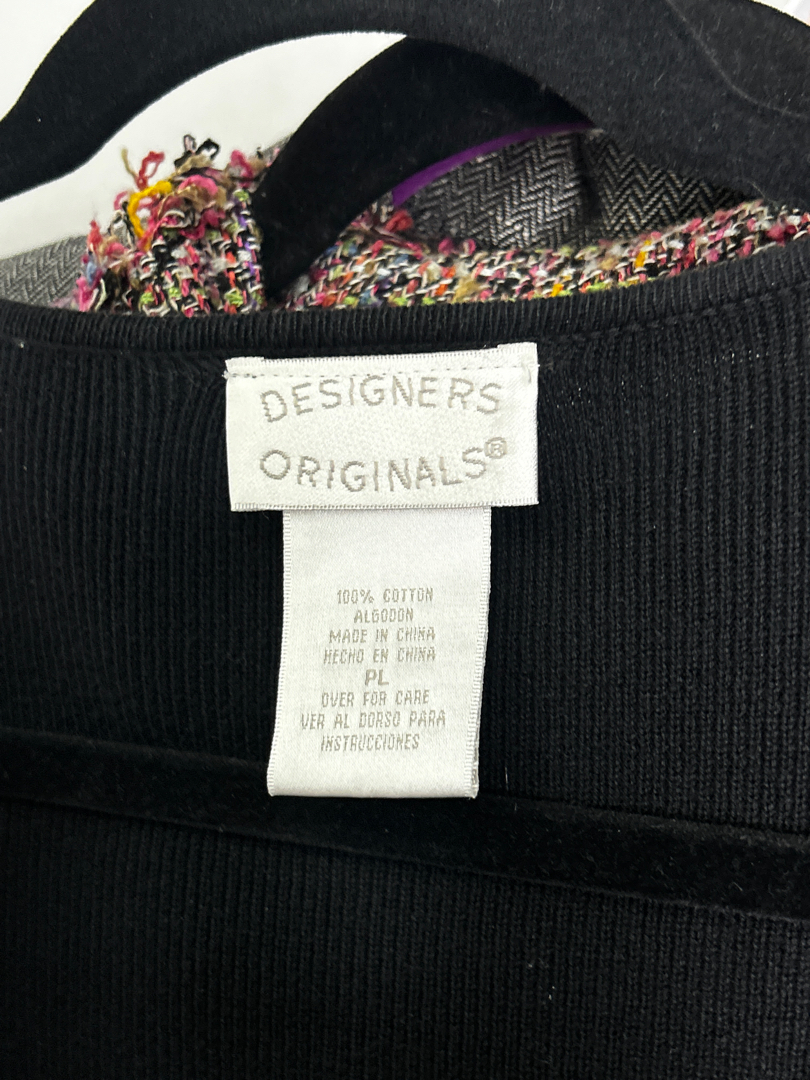 DESIGNERS
ORIGINALS®
100% COTTON
ALGODON
MADE IN CHINA
HECHO EN CHINA
PL
OVER FOR CARE
VER AL DORSO PARA
INSTRUCCIONES